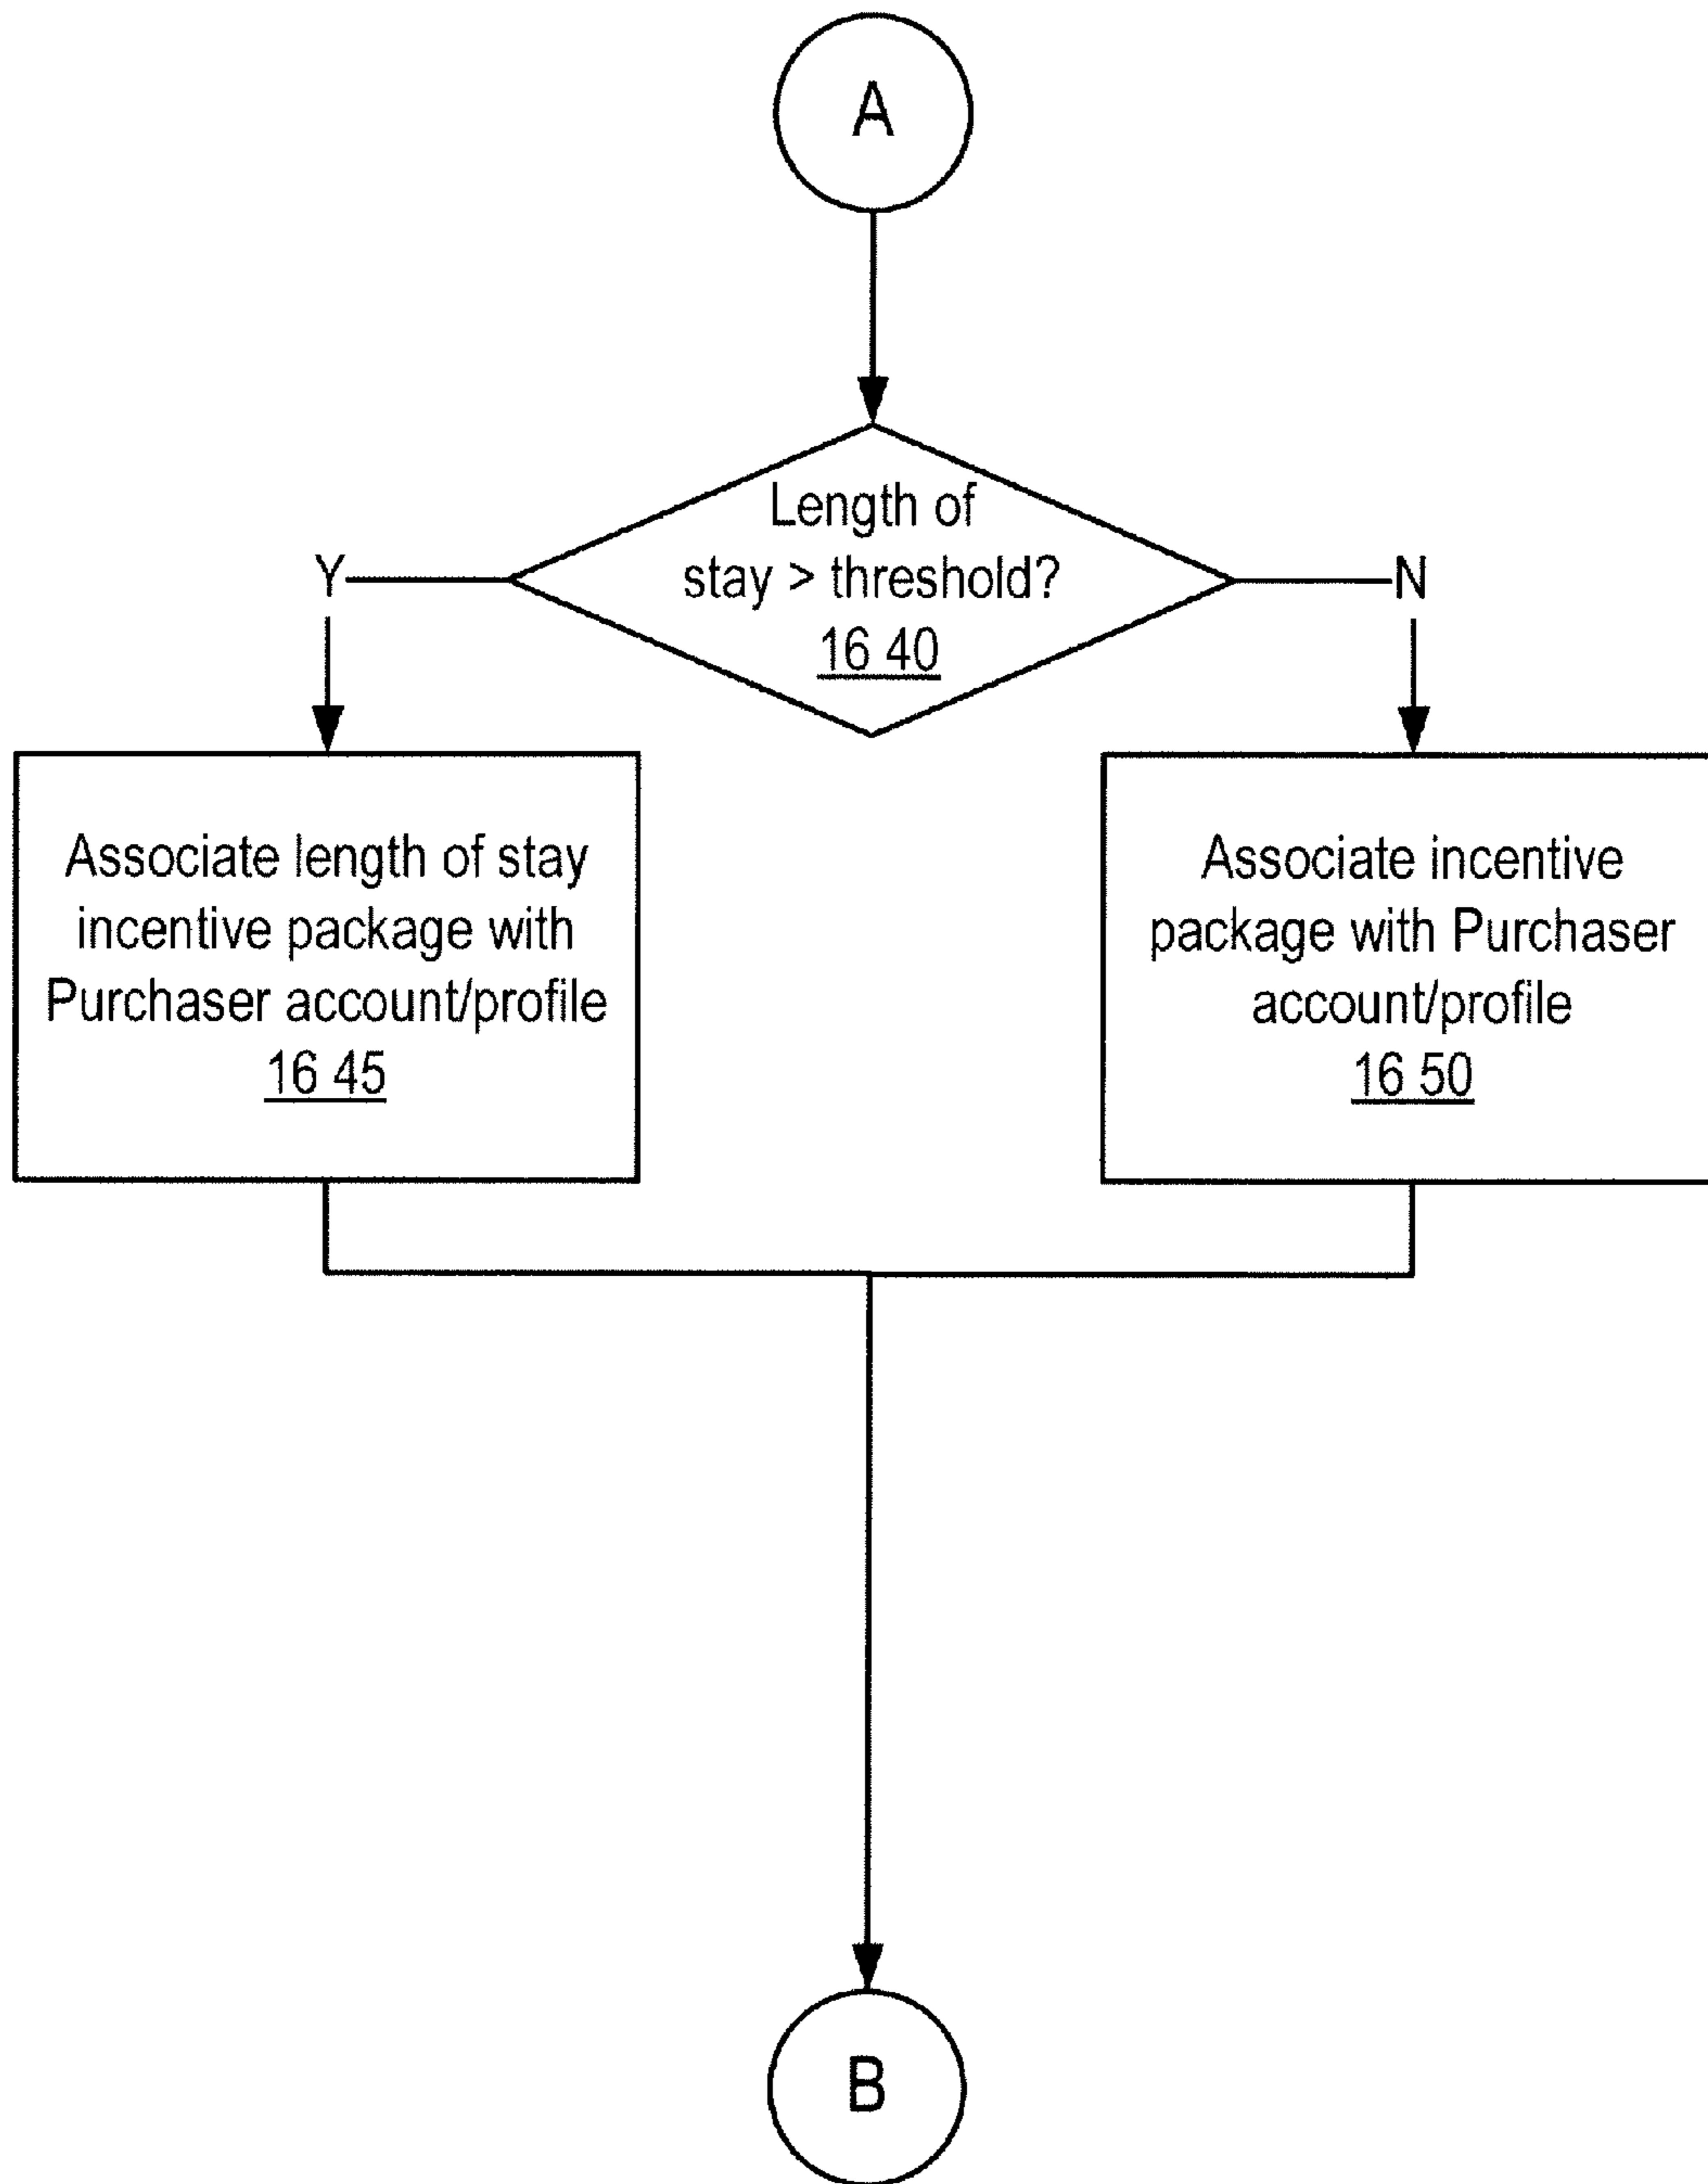 A
Length of
stay > threshold?
16 40
Y
N
Associate length of stay
incentive package with
Purchaser account/profile
16 45
Associate incentive
package with Purchaser
account/profile
16 50
B